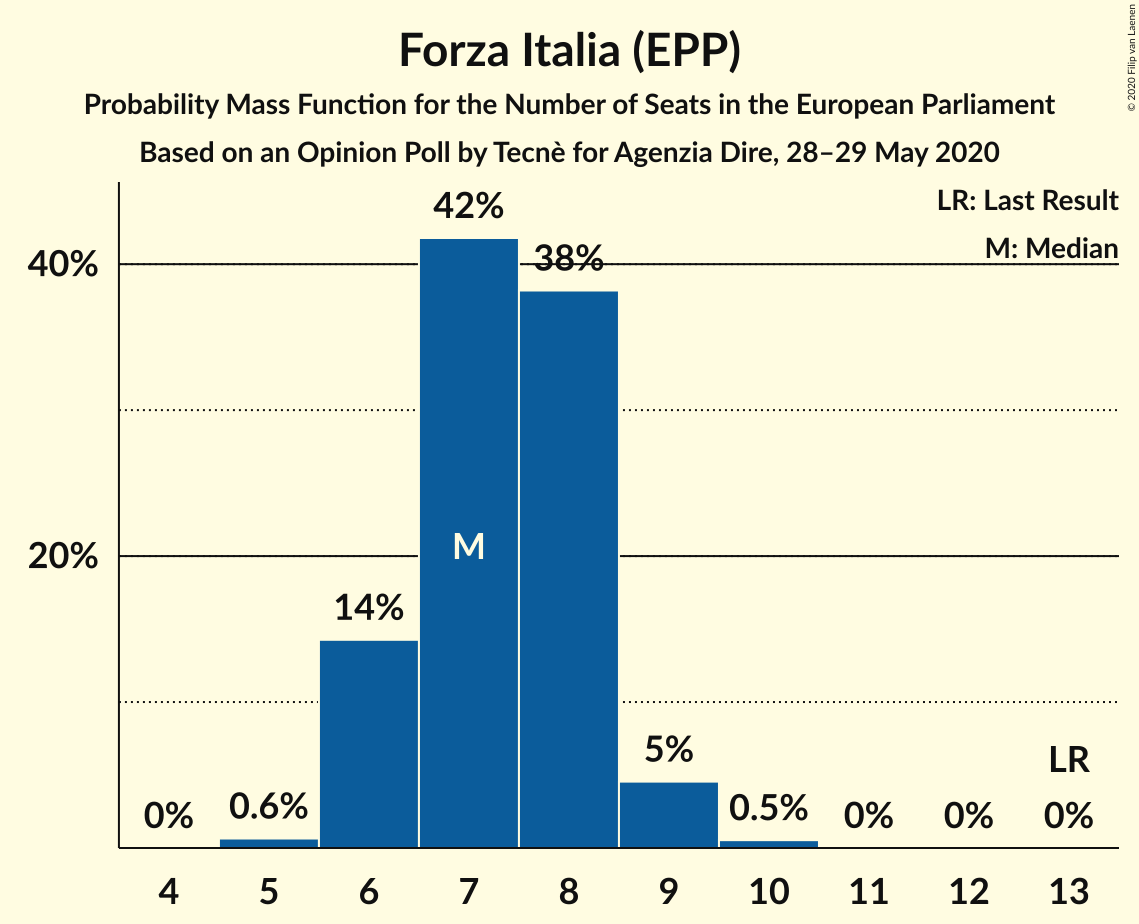 Forza Italia (EPP)
Probability Mass Function for the Number of Seats in the European Parliament
Based on an Opinion Poll by Tecnè for Agenzia Dire, 28–29 May 2020
© 2020 Filip van Laenen
LR: Last Result
M: Median
40%
20%
0%
0.6%
14%
42%
38%
5%
0.5%
0%
0%
0%
M
LR
4 5 6 7 8 9 10 11 12 13